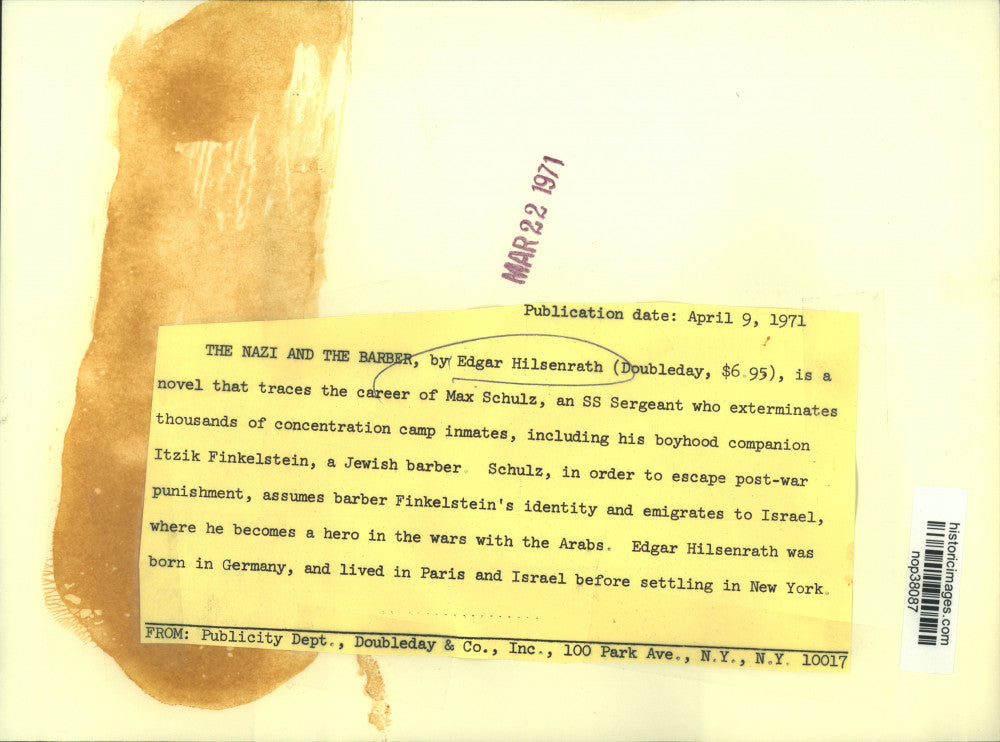 MAR 22 1971
Publication date: April 9, 1971
THE NAZI AND THE BARBER, by Edgar Hilsenrath (Doubleday, $6.95), is a
novel that traces the career of Max Schulz, an SS Sergeant who exterminates
thousands of concentration camp inmates, including his boyhood companion
Itzik Finkelstein, a Jewish barber. Schulz, in order to escape post-war
punishment, assumes barber Finkelstein's identity and emigrates to Israel,
where he becomes a hero in the wars with the Arabs. Edgar Hilsenrath was
born in Germany, and lived in Paris and Israel before settling in New York.
..............
FROM: Publicity Dept., Doubleday & Co., Inc., 100 Park Ave., N.Y., N.Y. 10017
historicimages.com
nop38087